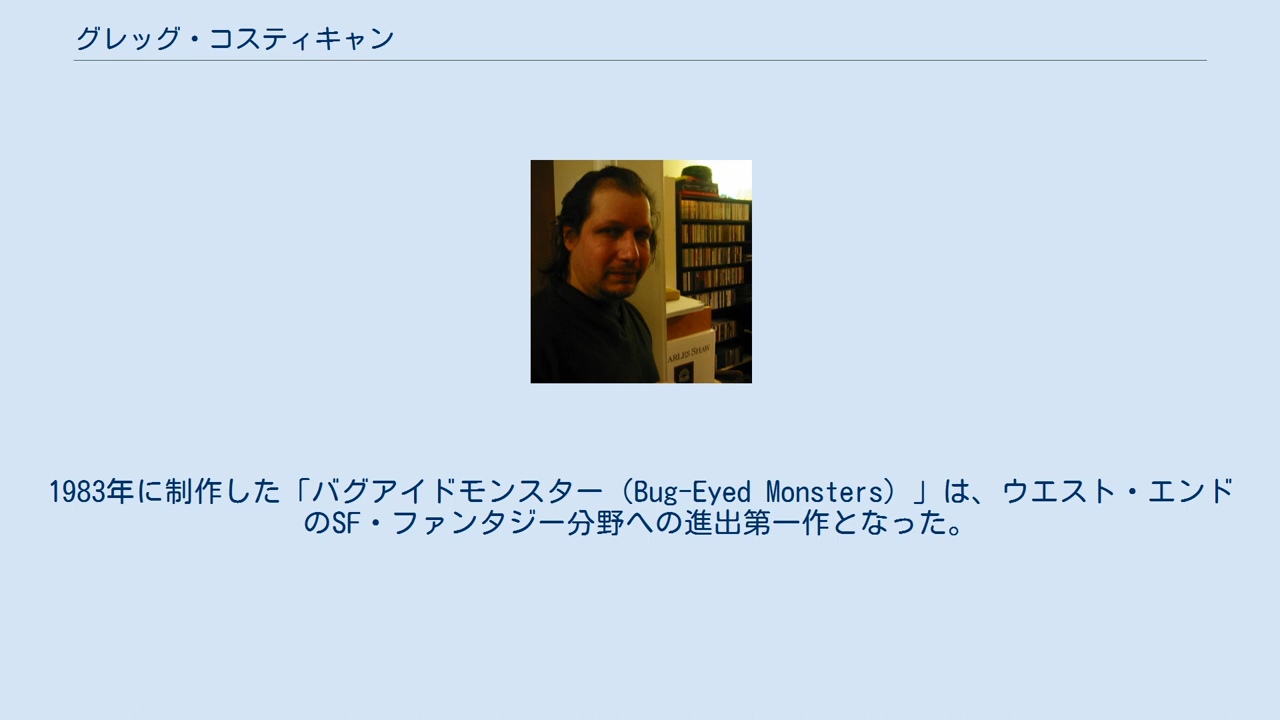 グレッグ・コスティキャン
ARLES SHAW
1983年に制作した「バグアイドモンスター（Bug-Eyed Monsters）」は、ウエスト・エンド
のSF・ファンタジー分野への進出第一作となった。